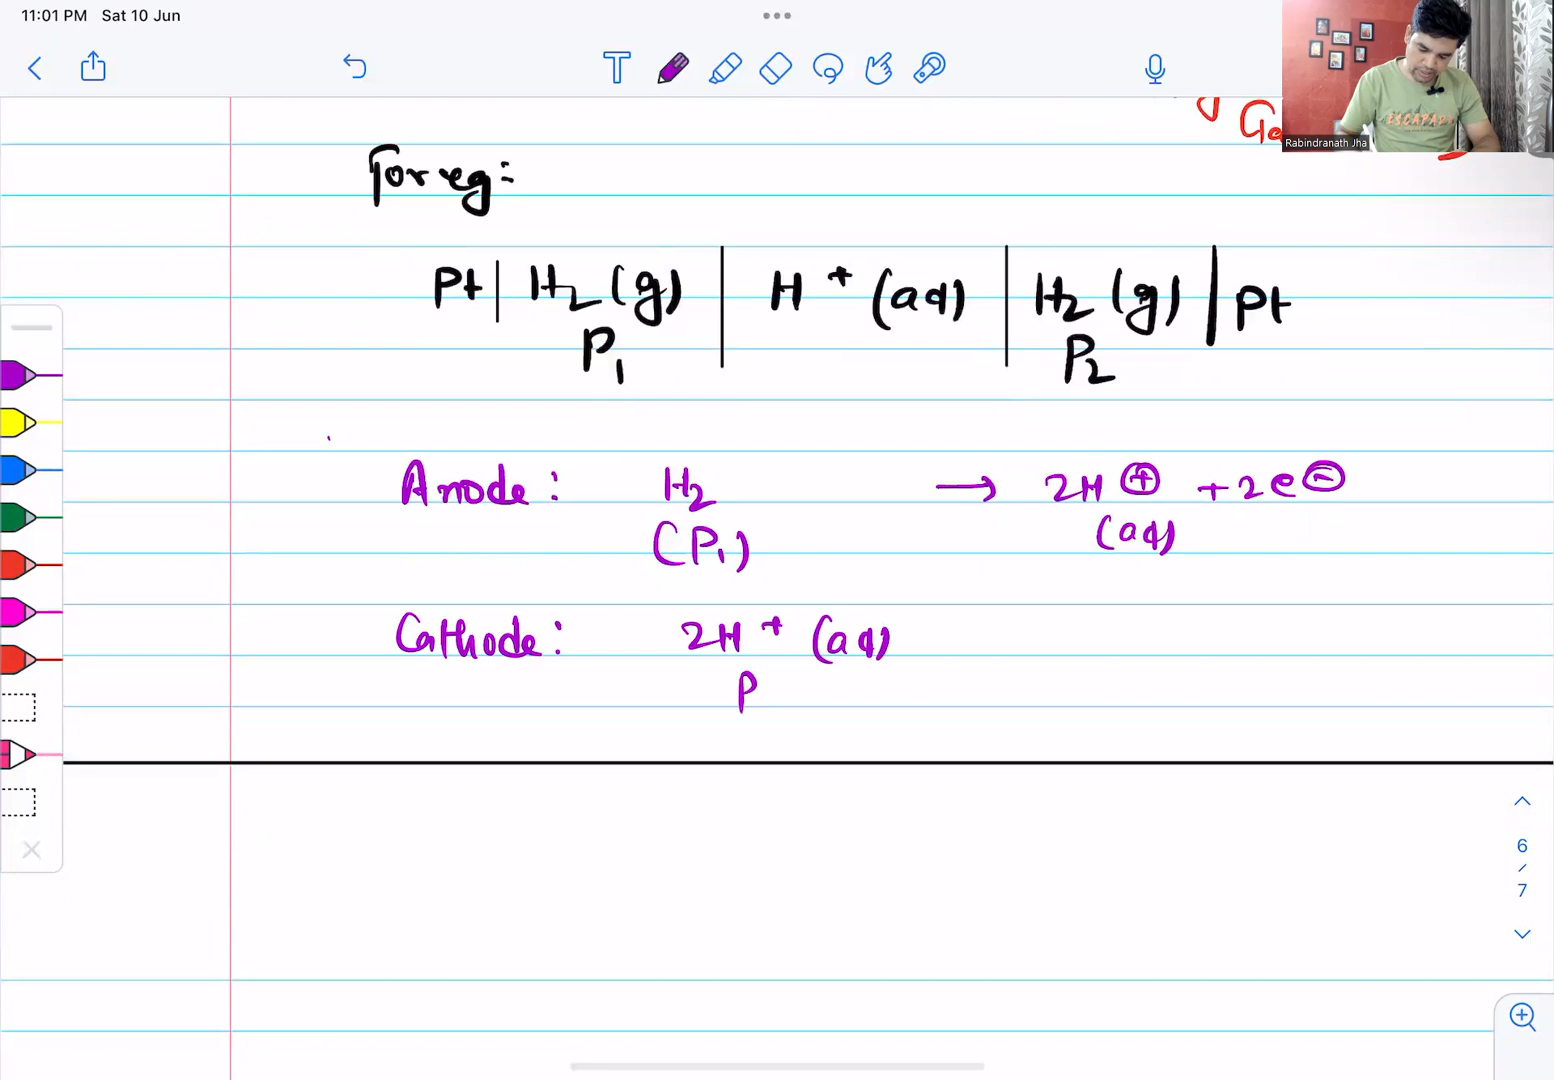 11:01 PM Sat 10 Jun
T
Ge
Rabindranath Jha
For eg:
Pt | H₂ (g) | H⁺ (aq) | H₂ (g) | Pt
P₁ P₂
Anode: H₂ → 2H⊕ + 2e⊖
(P₁) (aq)
Cathode: 2H⁺ (aq)
P
6
/
7